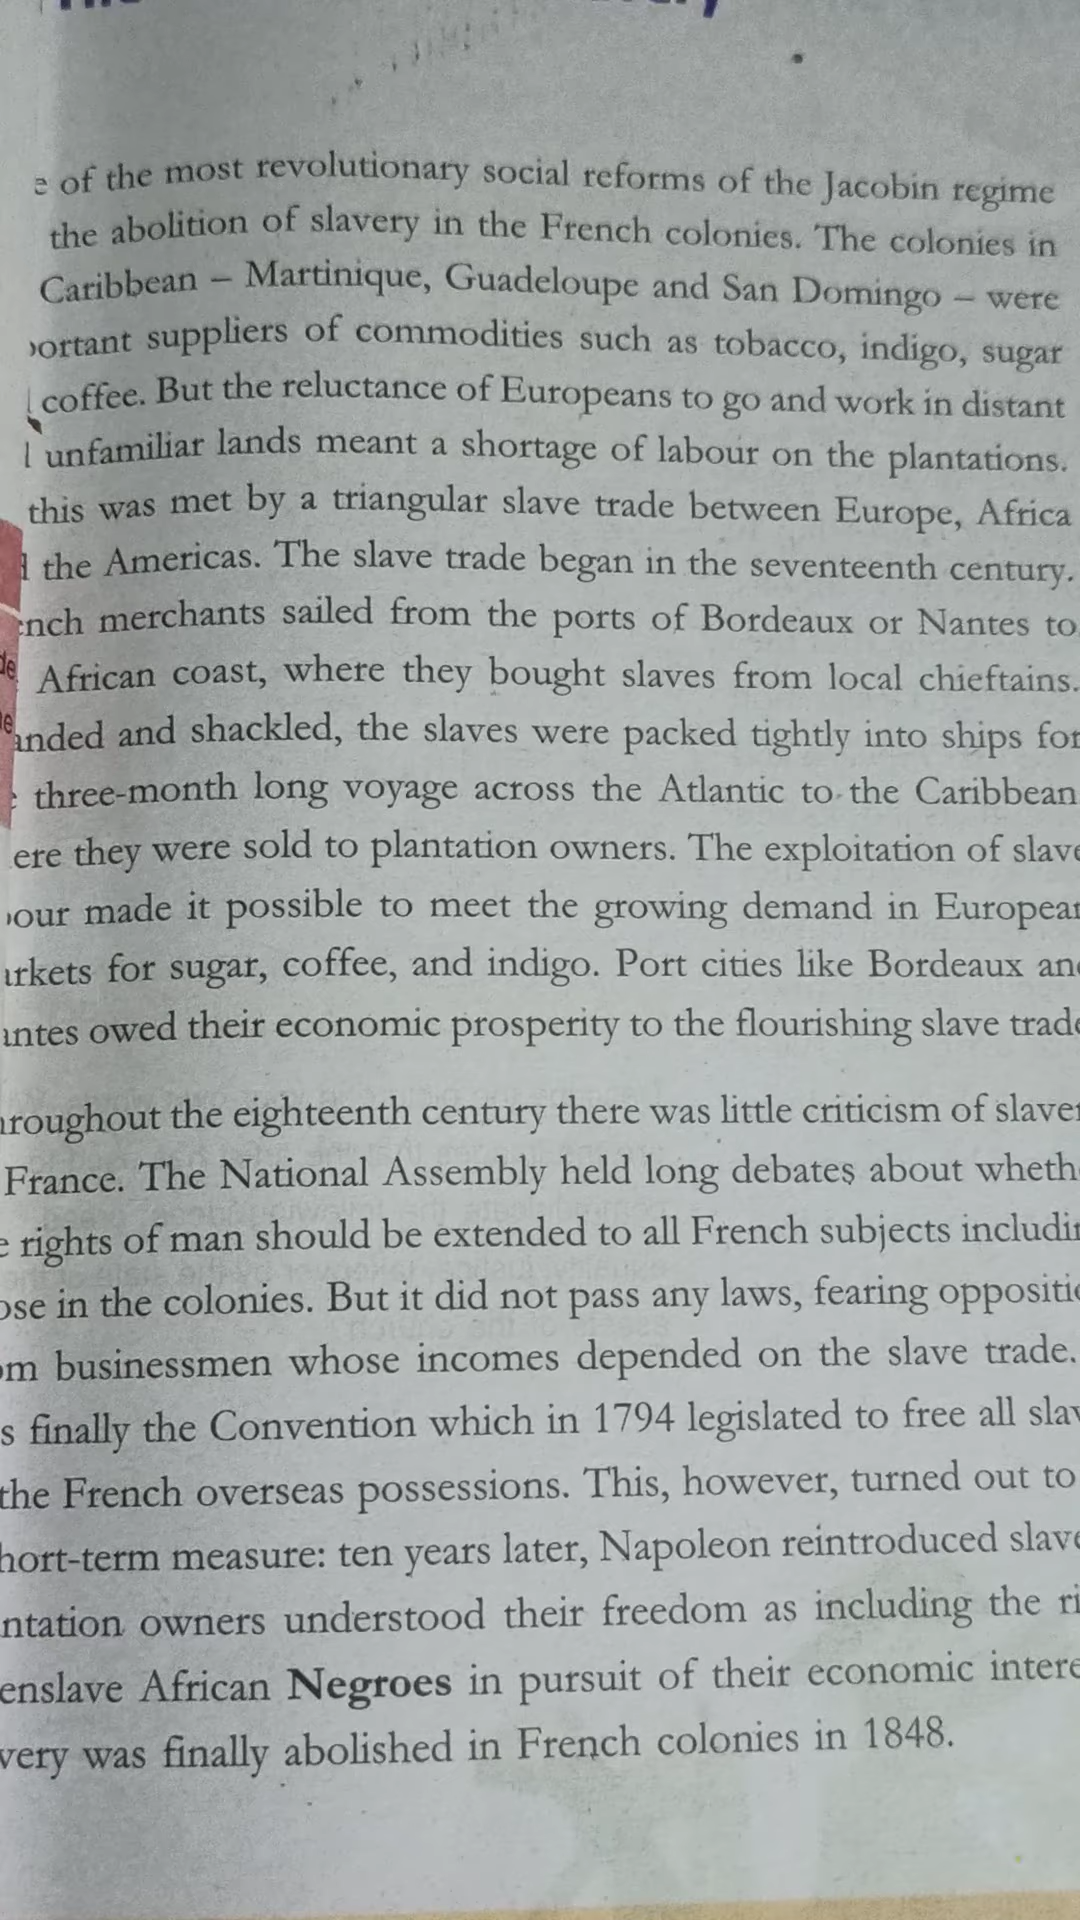 e of the most revolutionary social reforms of the Jacobin regime
the abolition of slavery in the French colonies. The colonies in
Caribbean – Martinique, Guadeloupe and San Domingo – were
ortant suppliers of commodities such as tobacco, indigo, sugar
coffee. But the reluctance of Europeans to go and work in distant
unfamiliar lands meant a shortage of labour on the plantations.
this was met by a triangular slave trade between Europe, Africa
the Americas. The slave trade began in the seventeenth century.
ench merchants sailed from the ports of Bordeaux or Nantes to
African coast, where they bought slaves from local chieftains.
anded and shackled, the slaves were packed tightly into ships for
three-month long voyage across the Atlantic to the Caribbean
ere they were sold to plantation owners. The exploitation of slave
our made it possible to meet the growing demand in European
arkets for sugar, coffee, and indigo. Port cities like Bordeaux and
antes owed their economic prosperity to the flourishing slave trade
hroughout the eighteenth century there was little criticism of slaver
France. The National Assembly held long debates about wheth
e rights of man should be extended to all French subjects includin
ose in the colonies. But it did not pass any laws, fearing oppositio
om businessmen whose incomes depended on the slave trade.
s finally the Convention which in 1794 legislated to free all slav
the French overseas possessions. This, however, turned out to
hort-term measure: ten years later, Napoleon reintroduced slave
ntation owners understood their freedom as including the ri
enslave African Negroes in pursuit of their economic intere
very was finally abolished in French colonies in 1848.